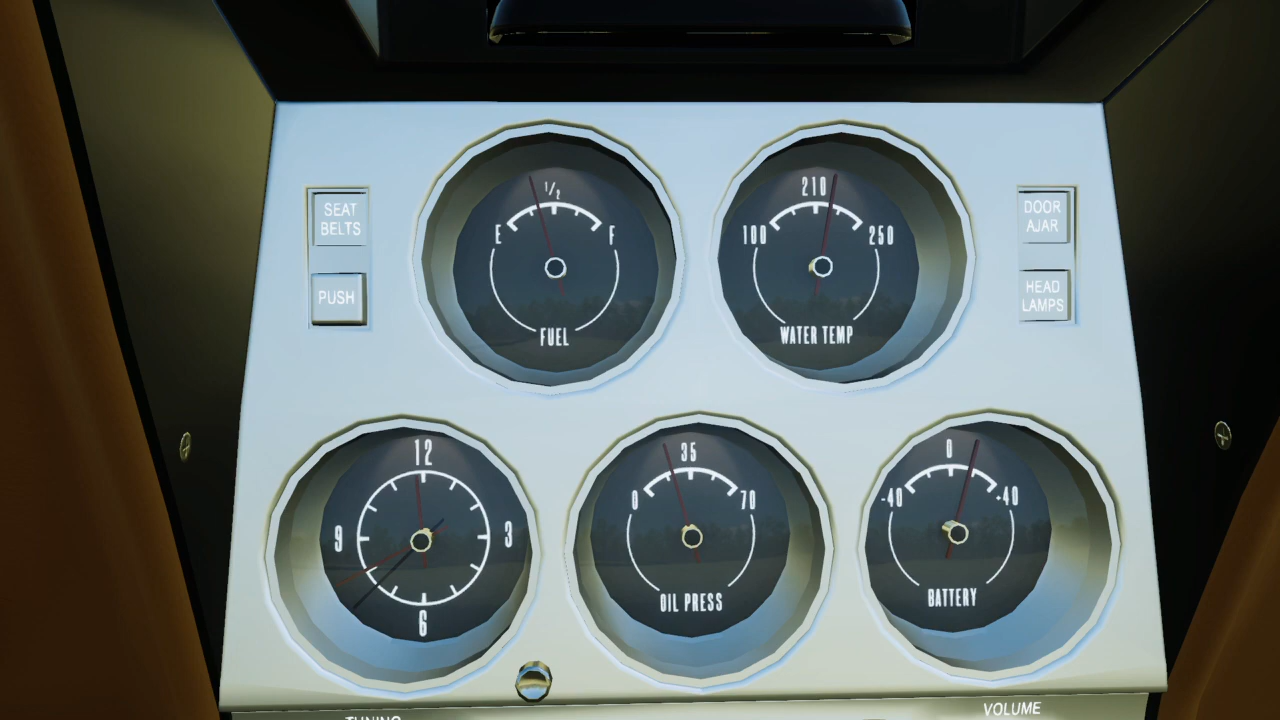 SEAT
BELTS
PUSH
1/2
E
F
FUEL
210
100
250
WATER TEMP
DOOR
AJAR
HEAD
LAMPS
12
9
3
6
35
0
70
OIL PRESS
0
-40
+40
BATTERY
TUNING
VOLUME